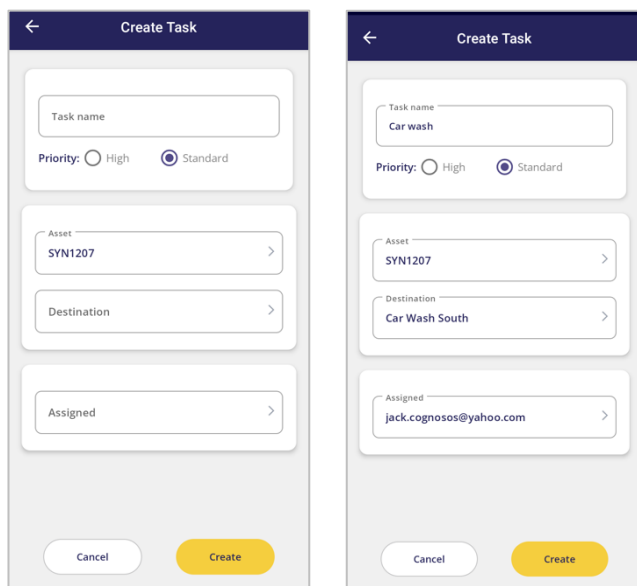 Create Task
Task name
Priority: High Standard
Asset
SYN1207
Destination
Assigned
Cancel Create
Create Task
Task name
Car wash
Priority: High Standard
Asset
SYN1207
Destination
Car Wash South
Assigned
jack.cognosos@yahoo.com
Cancel Create